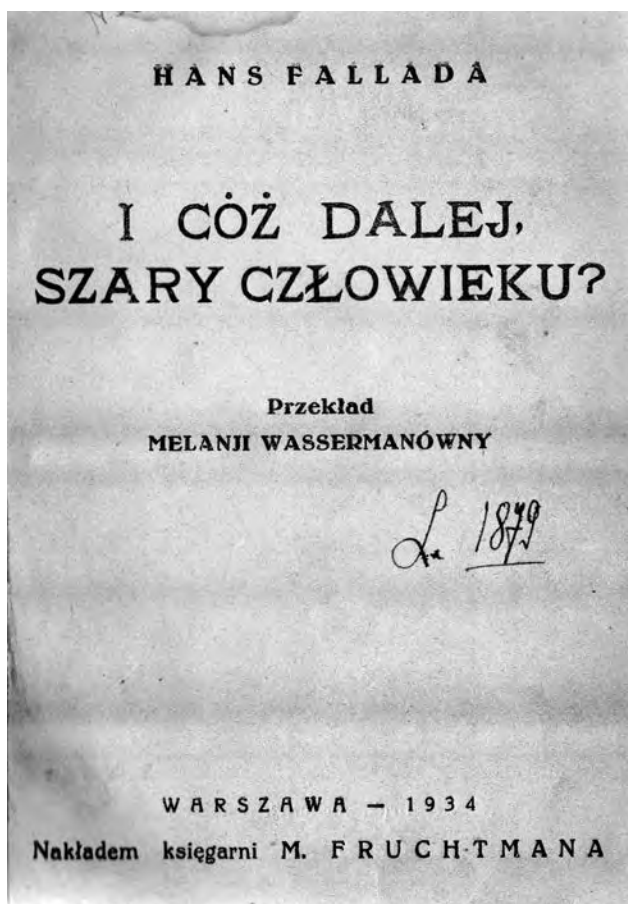 HANS FALLADA
I CÓŻ DALEJ,
SZARY CZŁOWIEKU?
Przekład
MELANJI WASSERMANÓWNY
1879
WARSZAWA — 1934
Nakładem księgarni M. FRUCHTMANA